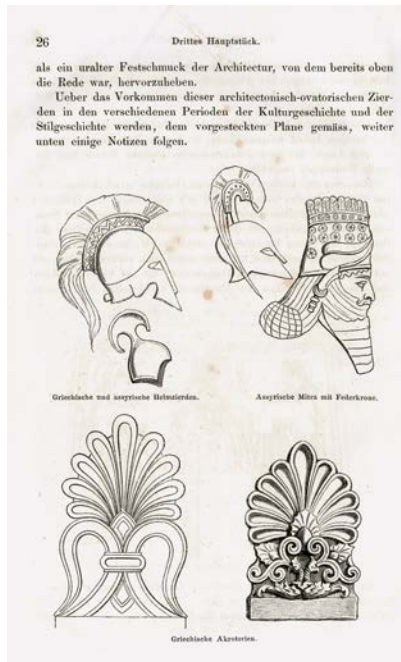 26
Drittes Hauptstück.
als ein uralter Festschmuck der Architectur, von dem bereits oben
die Rede war, hervorzuheben.
Ueber das Vorkommen dieser architectonisch-ovatorischen Zier-
den in den verschiedenen Perioden der Kulturgeschichte und der
Stilgeschichte werden, dem vorgesteckten Plane gemäss, weiter
unten einige Notizen folgen.
Griechische und assyrische Helmzierden.
Assyrische Mitra mit Federkrone.
Griechische Akroterien.